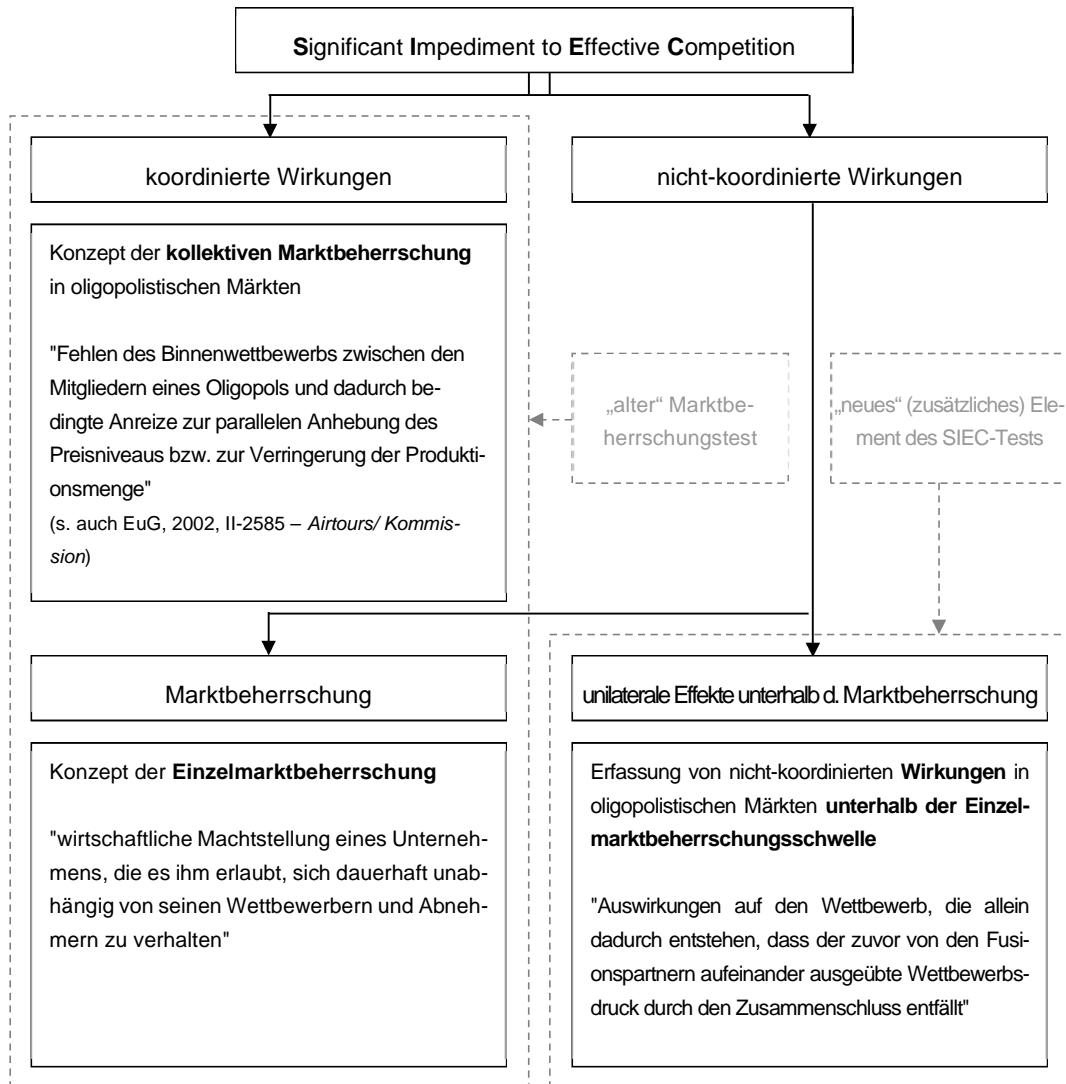 Significant Impediment to Effective Competition
koordinierte Wirkungen
nicht-koordinierte Wirkungen
Konzept der kollektiven Marktbeherrschung
in oligopolistischen Märkten
"Fehlen des Binnenwettbewerbs zwischen den
Mitgliedern eines Oligopols und dadurch be-
dingte Anreize zur parallelen Anhebung des
Preisniveaus bzw. zur Verringerung der Produkti-
onsmenge"
(s. auch EuG, 2002, II-2585 – Airtours/ Kommis-
sion)
„alter“ Marktbe-
herrschungstest
„neues“ (zusätzliches) Ele-
ment des SIEC-Tests
Marktbeherrschung
unilaterale Effekte unterhalb d. Marktbeherrschung
Konzept der Einzelmarktbeherrschung
"wirtschaftliche Machtstellung eines Unterneh-
mens, die es ihm erlaubt, sich dauerhaft unab-
hängig von seinen Wettbewerbern und Abneh-
mern zu verhalten"
Erfassung von nicht-koordinierten Wirkungen in
oligopolistischen Märkten unterhalb der Einzel-
marktbeherrschungsschwelle
"Auswirkungen auf den Wettbewerb, die allein
dadurch entstehen, dass der zuvor von den Fusi-
onspartnern aufeinander ausgeübte Wettbewerbs-
druck durch den Zusammenschluss entfällt"